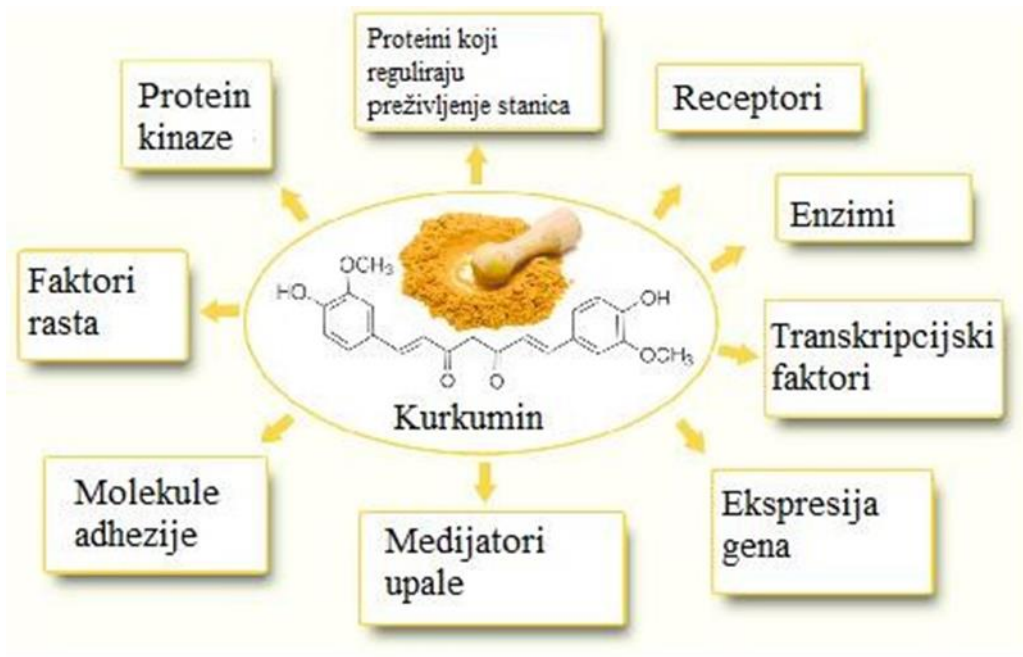 Proteini koji
reguliraju
preživljenje stanica
Protein
kinaze
Receptori
Enzimi
Faktori
rasta
OCH3
HO
OH
OCH3
O
O
Kurkumin
Transkripcijski
faktori
Molekule
adhezije
Medijatori
upale
Ekspresija
gena